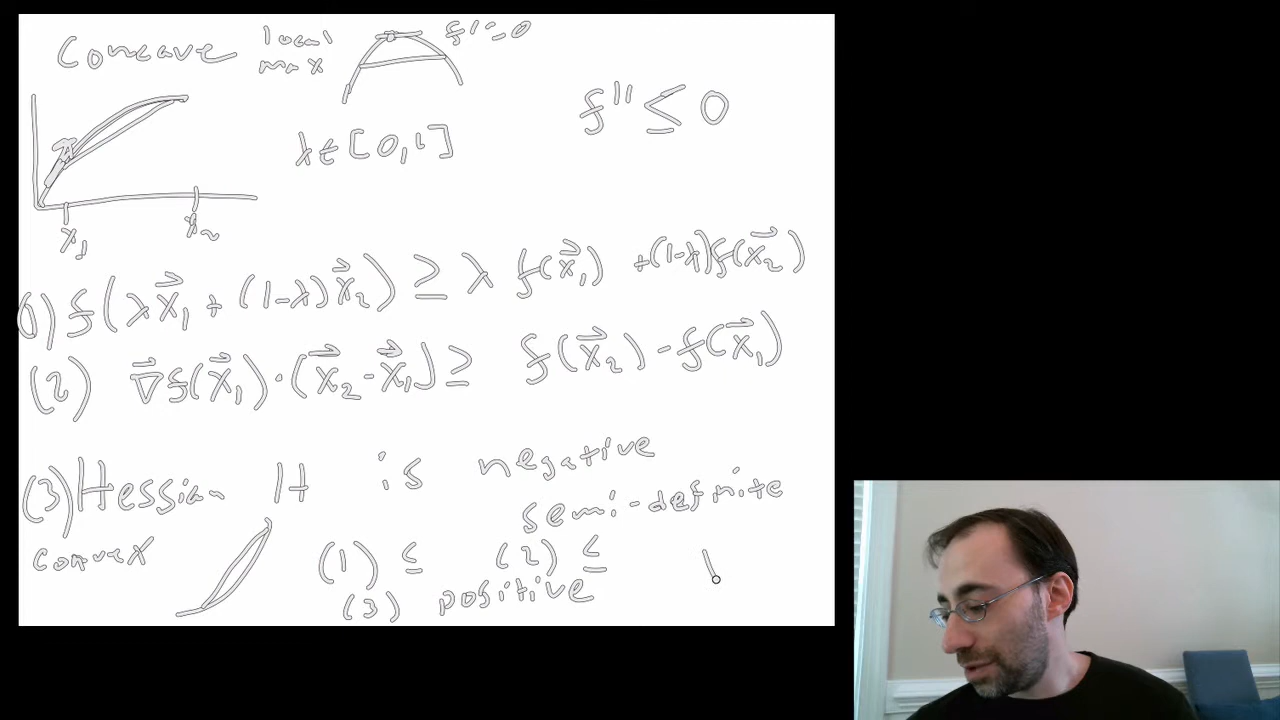 Concave local max f'=0
f'' ≤ 0
λ∈[0,1]
x₁ x₂
(1) f(λx⃗₁ + (1-λ)x⃗₂) ≥ λ f(x⃗₁) + (1-λ)f(x⃗₂)
(2) ∇⃗f(x⃗₁)·(x⃗₂-x⃗₁) ≥ f(x⃗₂) - f(x⃗₁)
(3) Hessian H is negative
semi-definite
convex (1) ≤ (2) ≤
(3) positive